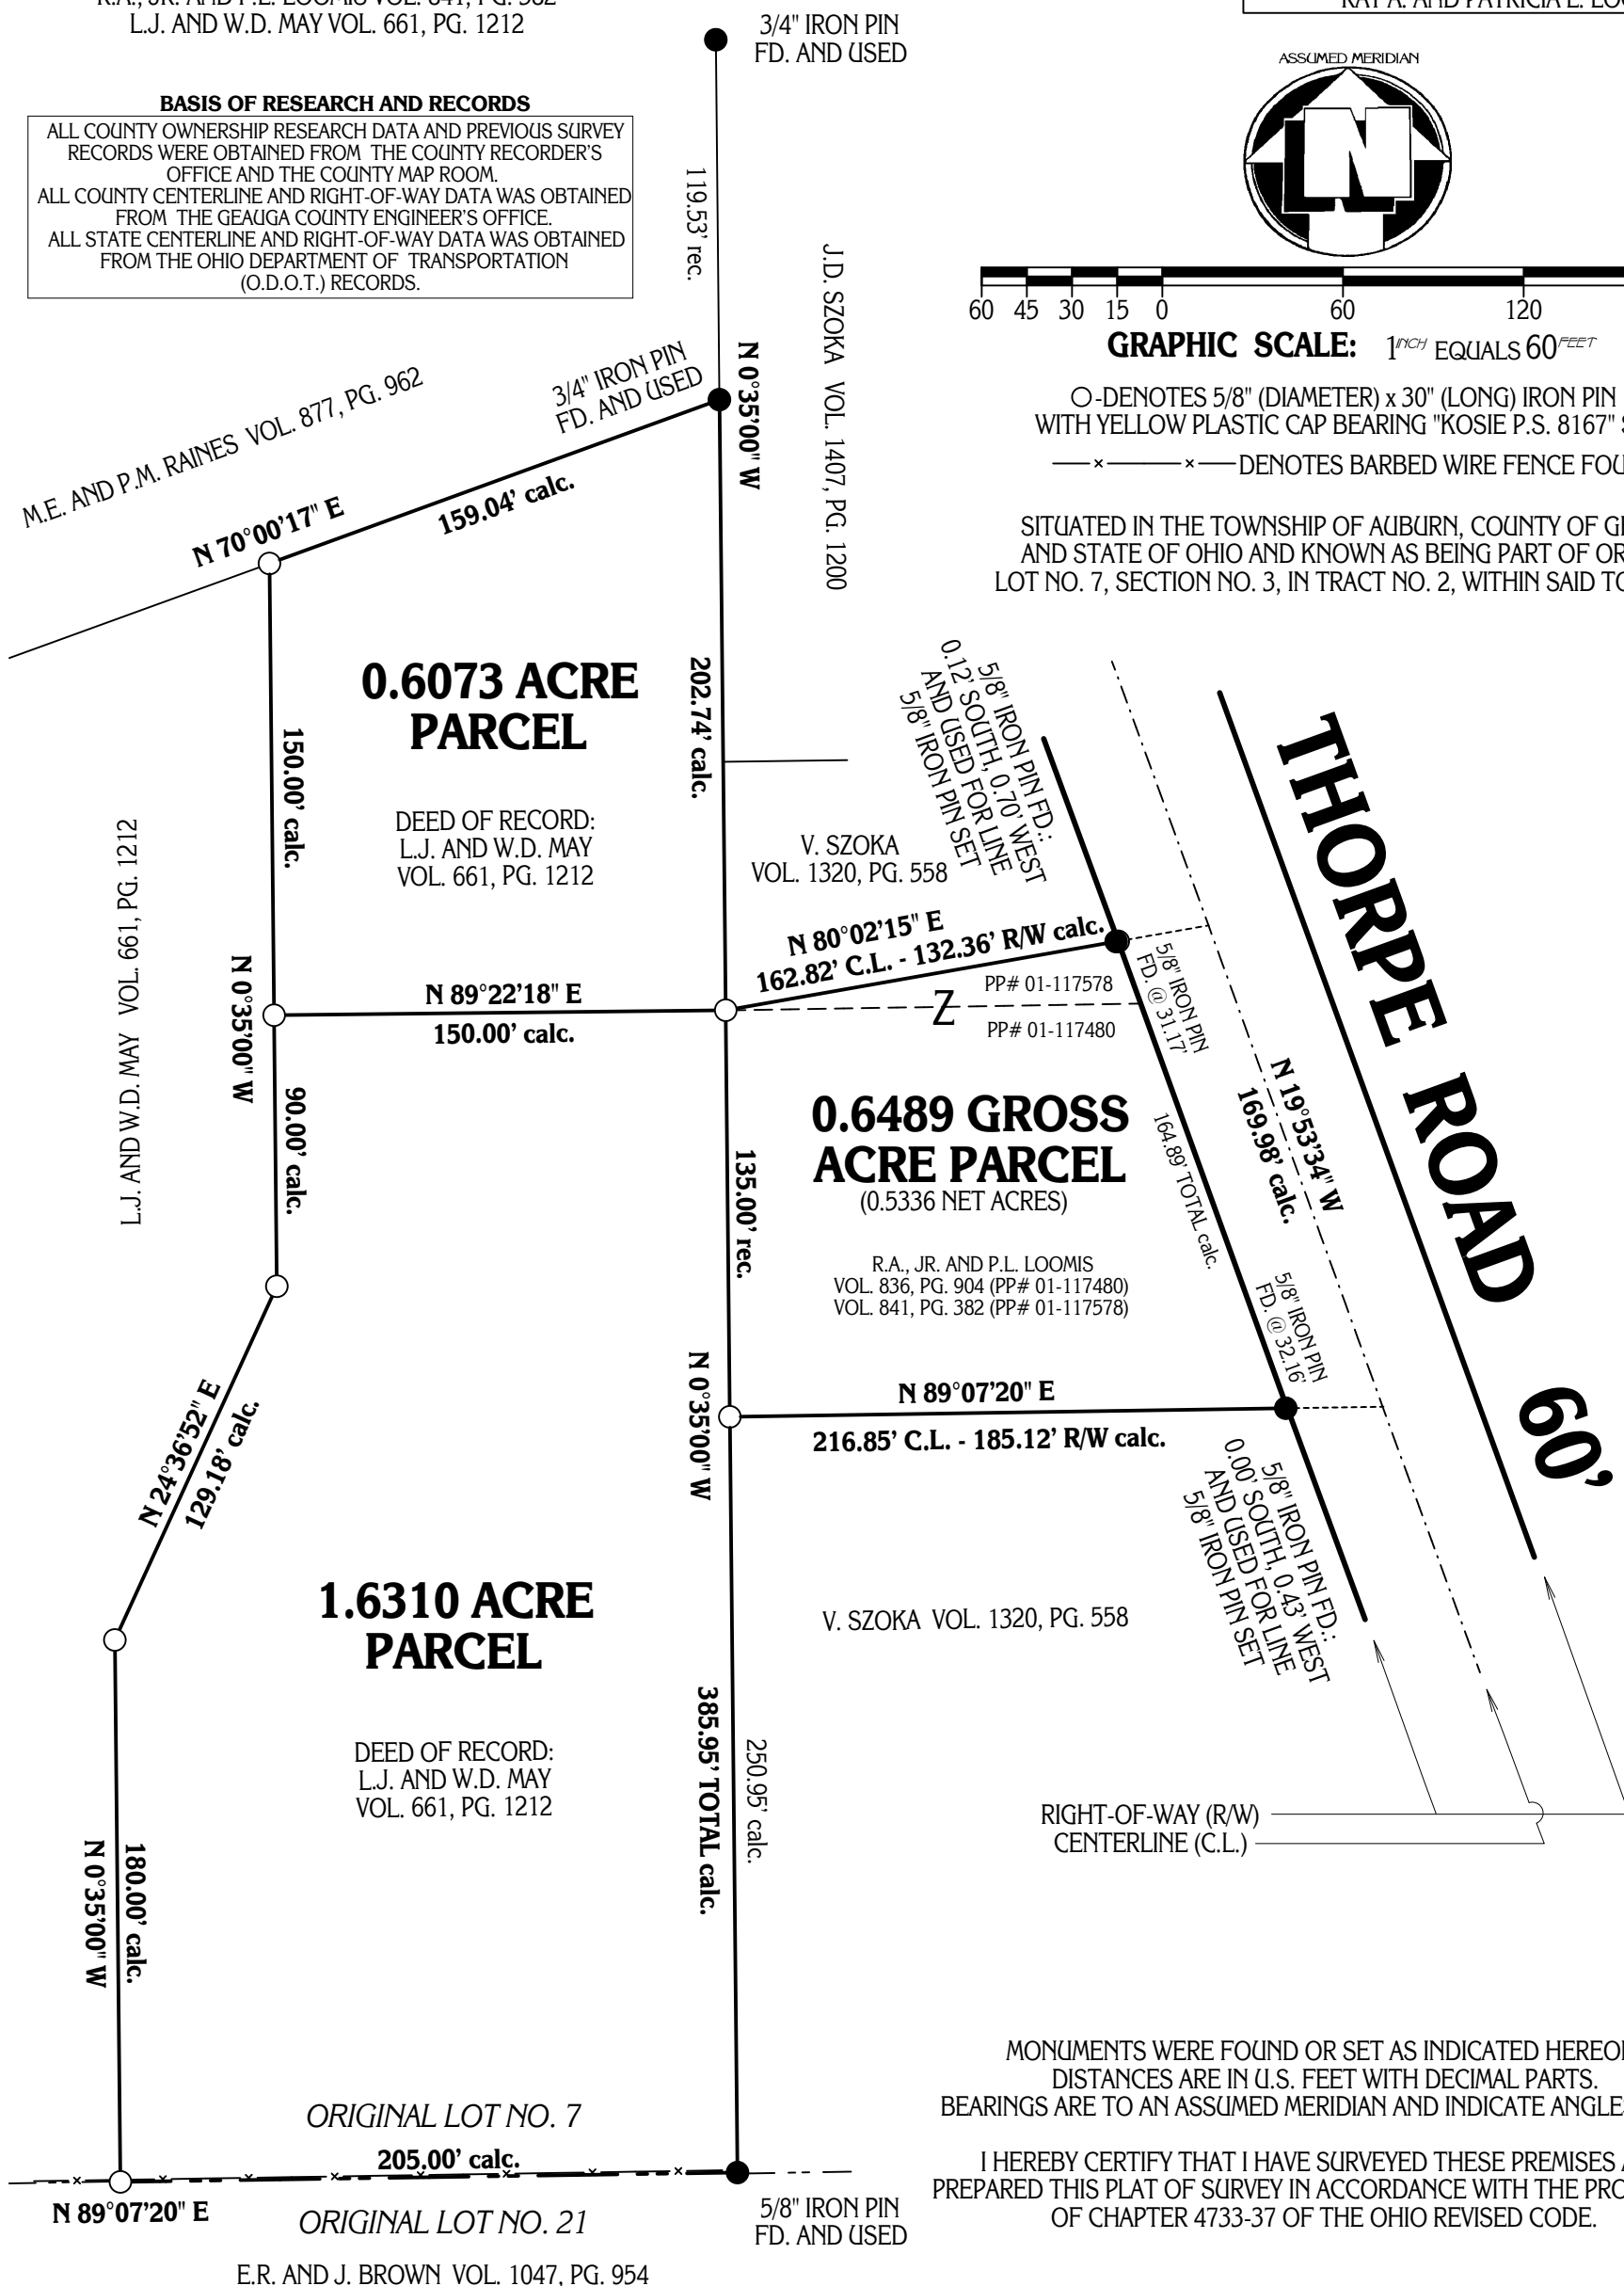 L.J. AND W.D. MAY VOL. 661, PG. 1212
BASIS OF RESEARCH AND RECORDS
ALL COUNTY OWNERSHIP RESEARCH DATA AND PREVIOUS SURVEY
RECORDS WERE OBTAINED FROM THE COUNTY RECORDER'S
OFFICE AND THE COUNTY MAP ROOM.
ALL COUNTY CENTERLINE AND RIGHT-OF-WAY DATA WAS OBTAINED
FROM THE GEAUGA COUNTY ENGINEER'S OFFICE.
ALL STATE CENTERLINE AND RIGHT-OF-WAY DATA WAS OBTAINED
FROM THE OHIO DEPARTMENT OF TRANSPORTATION
(O.D.O.T.) RECORDS.
3/4" IRON PIN
FD. AND USED
119.53' rec.
ASSUMED MERIDIAN
N
60 45 30 15 0 60 120
GRAPHIC SCALE: 1 INCH EQUALS 60 FEET
O-DENOTES 5/8" (DIAMETER) x 30" (LONG) IRON PIN
WITH YELLOW PLASTIC CAP BEARING "KOSIE P.S. 8167"
—x———x—DENOTES BARBED WIRE FENCE FOU
SITUATED IN THE TOWNSHIP OF AUBURN, COUNTY OF G
AND STATE OF OHIO AND KNOWN AS BEING PART OF OR
LOT NO. 7, SECTION NO. 3, IN TRACT NO. 2, WITHIN SAID TO
J.D. SZOKA VOL. 1407, PG. 1200
N 0°35'00" W
3/4" IRON PIN
FD. AND USED
M.E. AND P.M. RAINES VOL. 877, PG. 962
N 70°00'17" E
159.04' calc.
0.6073 ACRE
PARCEL
202.74' calc.
150.00' calc.
DEED OF RECORD:
L.J. AND W.D. MAY
VOL. 661, PG. 1212
L.J. AND W.D. MAY VOL. 661, PG. 1212
N 0°35'00" W
N 89°22'18" E
150.00' calc.
90.00' calc.
V. SZOKA
VOL. 1320, PG. 558
5/8" IRON PIN FD.:
0.12' SOUTH, 0.70' WEST
AND USED FOR LINE
5/8" IRON PIN SET
N 80°02'15" E
162.82' C.L. - 132.36' R/W calc.
PP# 01-117578
Z
PP# 01-117480
5/8" IRON PIN
FD. @ 31.17'
THORPE ROAD 60'
N 19°53'34" W
169.98' calc.
164.89' TOTAL calc.
0.6489 GROSS
ACRE PARCEL
(0.5336 NET ACRES)
135.00' rec.
R.A., JR. AND P.L. LOOMIS
VOL. 836, PG. 904 (PP# 01-117480)
VOL. 841, PG. 382 (PP# 01-117578)
5/8" IRON PIN
FD. @ 32.16'
N 0°35'00" W
N 89°07'20" E
216.85' C.L. - 185.12' R/W calc.
5/8" IRON PIN FD.:
0.00' SOUTH, 0.43' WEST
AND USED FOR LINE
5/8" IRON PIN SET
N 24°36'52" E
129.18' calc.
1.6310 ACRE
PARCEL
V. SZOKA VOL. 1320, PG. 558
385.95' TOTAL calc.
250.95' calc.
DEED OF RECORD:
L.J. AND W.D. MAY
VOL. 661, PG. 1212
RIGHT-OF-WAY (R/W)
CENTERLINE (C.L.)
180.00' calc.
N 0°35'00" W
MONUMENTS WERE FOUND OR SET AS INDICATED HEREO
DISTANCES ARE IN U.S. FEET WITH DECIMAL PARTS.
BEARINGS ARE TO AN ASSUMED MERIDIAN AND INDICATE ANGLE
I HEREBY CERTIFY THAT I HAVE SURVEYED THESE PREMISES A
PREPARED THIS PLAT OF SURVEY IN ACCORDANCE WITH THE PRO
OF CHAPTER 4733-37 OF THE OHIO REVISED CODE.
ORIGINAL LOT NO. 7
205.00' calc.
N 89°07'20" E
ORIGINAL LOT NO. 21
5/8" IRON PIN
FD. AND USED
E.R. AND J. BROWN VOL. 1047, PG. 954